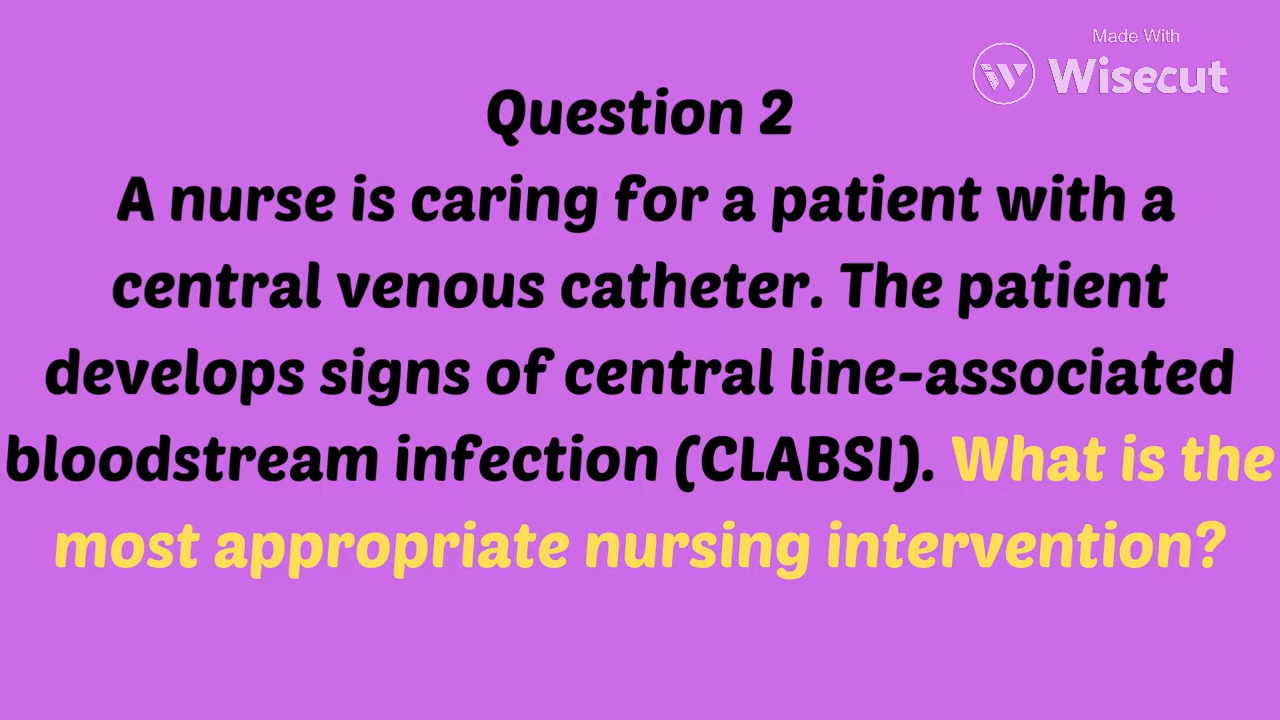 Made With
Wisecut
Question 2
A nurse is caring for a patient with a
central venous catheter. The patient
develops signs of central line-associated
bloodstream infection (CLABSI). What is the
most appropriate nursing intervention?